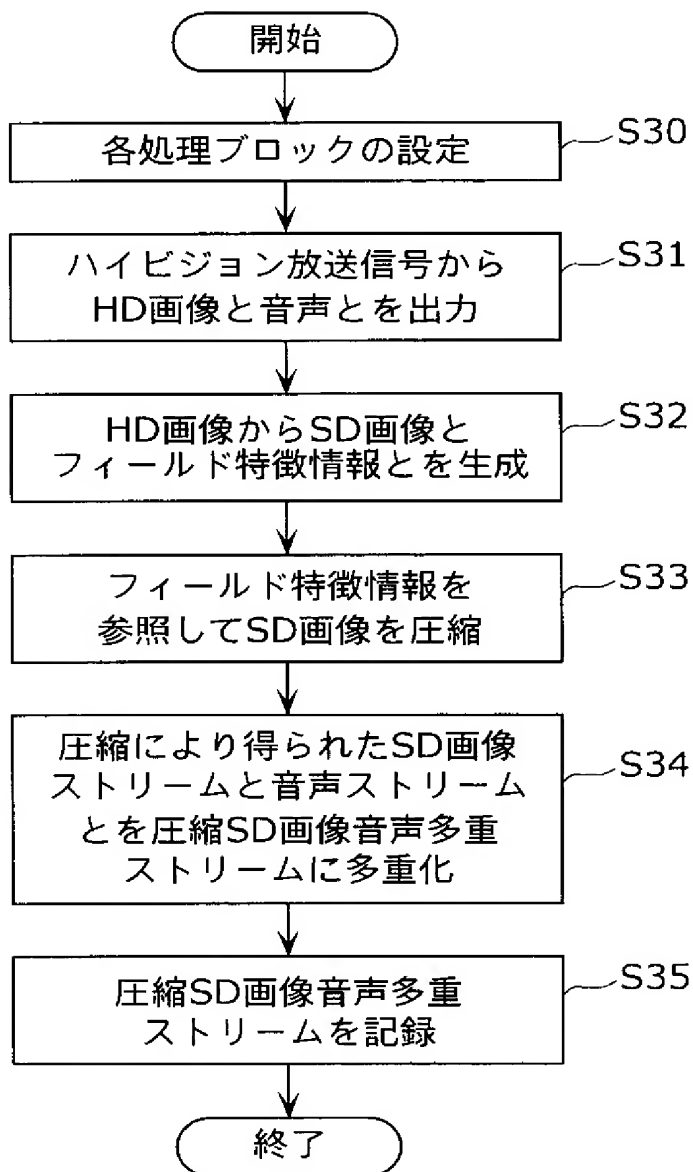 開始
各処理ブロックの設定
S30
ハイビジョン放送信号から
HD画像と音声とを出力
S31
HD画像からSD画像と
フィールド特徴情報とを生成
S32
フィールド特徴情報を
参照してSD画像を圧縮
S33
圧縮により得られたSD画像
ストリームと音声ストリーム
とを圧縮SD画像音声多重
ストリームに多重化
S34
圧縮SD画像音声多重
ストリームを記録
S35
終了